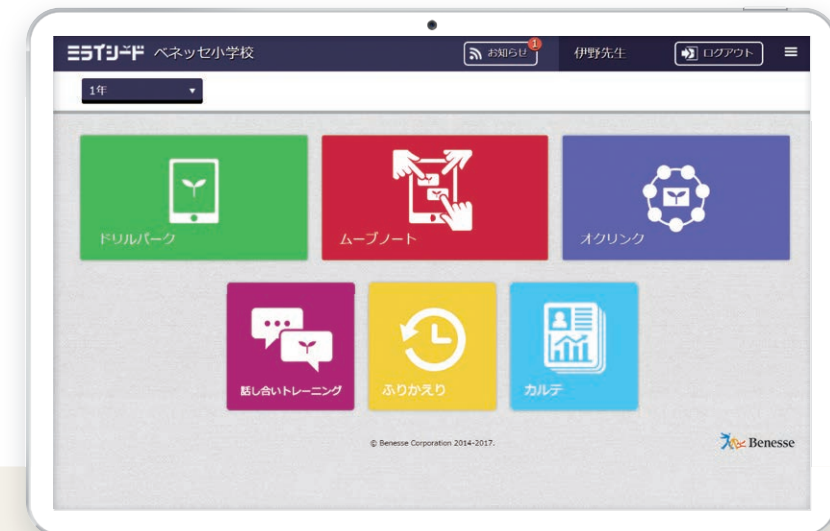 ミライシード ベネッセ小学校 お知らせ 1 伊野先生 ログアウト
1年
ドリルパーク ムーブノート オクリンク
話し合いトレーニング ふりかえり カルテ
© Benesse Corporation 2014-2017.
Benesse